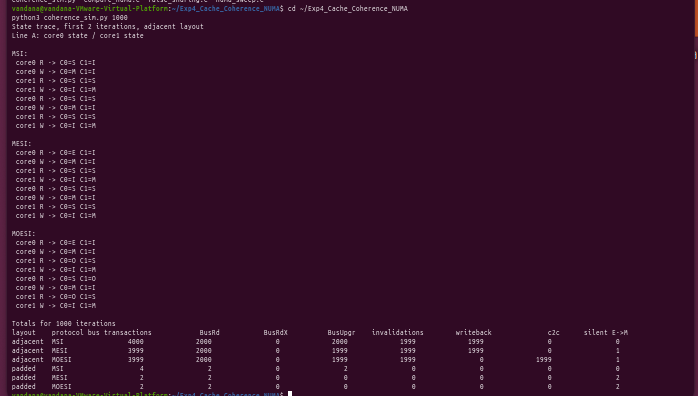 vandana@vandana-VMware-Virtual-Platform:~/Exp4_Cache_Coherence_NUMA$ cd ~/Exp4_Cache_Coherence_NUMA
python3 coherence_sim.py 1000
State trace, first 2 iterations, adjacent layout
Line A: core0 state / core1 state
MSI:
core0 R -> C0=S C1=I
core0 W -> C0=M C1=I
core1 R -> C0=S C1=S
core1 W -> C0=I C1=M
core0 R -> C0=S C1=S
core0 W -> C0=M C1=I
core1 R -> C0=S C1=S
core1 W -> C0=I C1=M
MESI:
core0 R -> C0=E C1=I
core0 W -> C0=M C1=I
core1 R -> C0=S C1=S
core1 W -> C0=I C1=M
core0 R -> C0=S C1=S
core0 W -> C0=M C1=I
core1 R -> C0=S C1=S
core1 W -> C0=I C1=M
MOESI:
core0 R -> C0=E C1=I
core0 W -> C0=M C1=I
core1 R -> C0=O C1=S
core1 W -> C0=I C1=M
core0 R -> C0=S C1=O
core0 W -> C0=M C1=I
core1 R -> C0=O C1=S
core1 W -> C0=I C1=M
Totals for 1000 iterations
layout protocol bus transactions BusRd BusRdX BusUpgr invalidations writeback c2c silent E->M
adjacent MSI 4000 2000 0 2000 1999 1999 0 0
adjacent MESI 3999 2000 0 1999 1999 1999 0 1
adjacent MOESI 3999 2000 0 1999 1999 0 1999 1
padded MSI 4 2 0 2 0 0 0 0
padded MESI 2 2 0 0 0 0 0 2
padded MOESI 2 2 0 0 0 0 0 2
vandana@vandana-VMware-Virtual-Platform:~/Exp4_Cache_Coherence_NUMA$